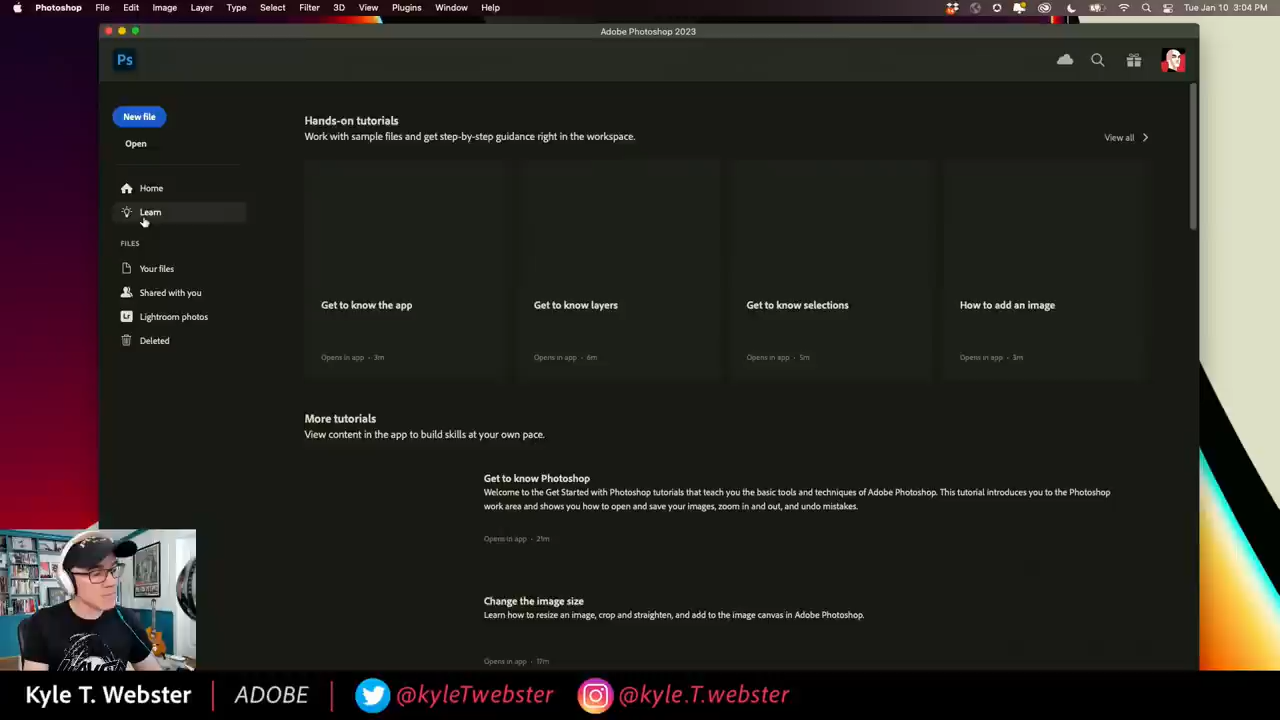 Photoshop File Edit Image Layer Type Select Filter 3D View Plugins Window Help Tue Jan 10 3:04 PM
Adobe Photoshop 2023
Ps
New file
Open
Home
Learn
FILES
Your files
Shared with you
Lr Lightroom photos
Deleted
Hands-on tutorials
Work with sample files and get step-by-step guidance right in the workspace.
View all
Get to know the app
Opens in app • 3m
Get to know layers
Opens in app • 6m
Get to know selections
Opens in app • 5m
How to add an image
Opens in app • 3m
More tutorials
View content in the app to build skills at your own pace.
Get to know Photoshop
Welcome to the Get Started with Photoshop tutorials that teach you the basic tools and techniques of Adobe Photoshop. This tutorial introduces you to the Photoshop
work area and shows you how to open and save your images, zoom in and out, and undo mistakes.
Opens in app • 21m
Change the image size
Learn how to resize an image, crop and straighten, and add to the image canvas in Adobe Photoshop.
Opens in app • 17m
Kyle T. Webster | ADOBE | @kyleTwebster @kyle.T.webster